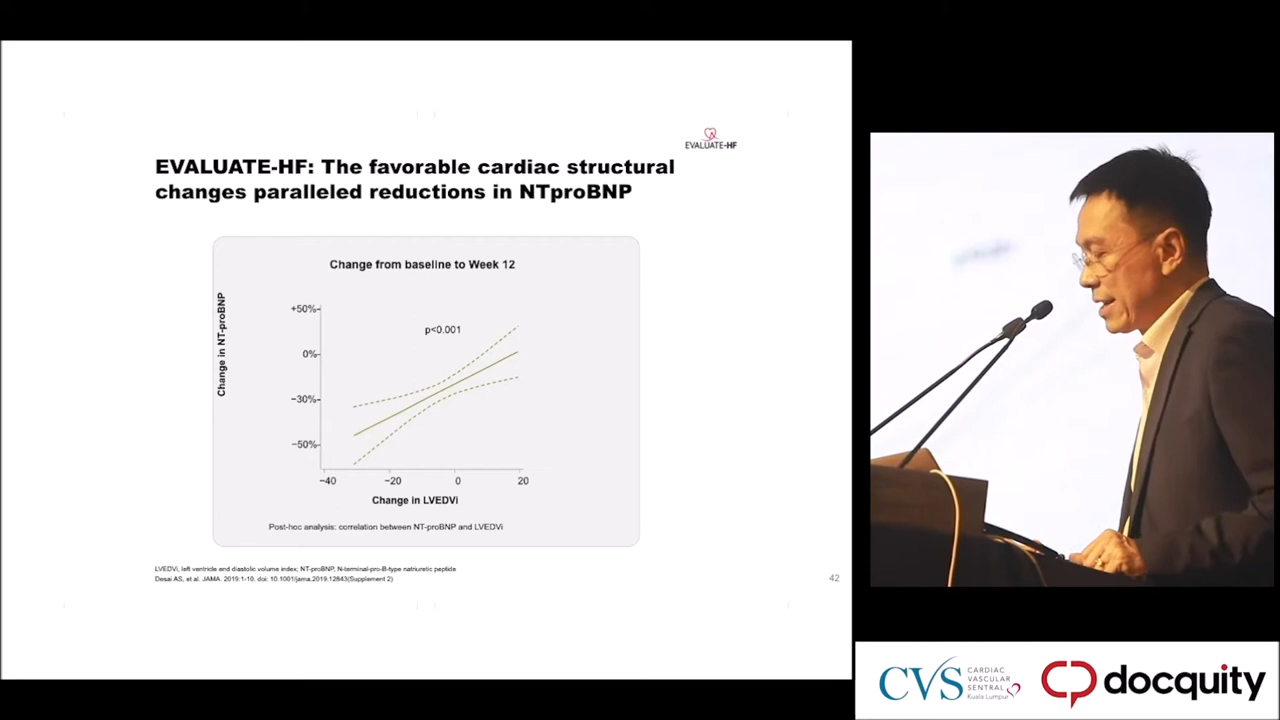 EVALUATE-HF
EVALUATE-HF: The favorable cardiac structural
changes paralleled reductions in NTproBNP
Change from baseline to Week 12
Change in NT-proBNP
+50%
0%
−30%
−50%
p<0.001
−40
−20
0
20
Change in LVEDVi
Post-hoc analysis: correlation between NT-proBNP and LVEDVi
LVEDVi, left ventricle end diastolic volume index; NT-proBNP, N-terminal-pro-B-type natriuretic peptide
Desai AS, et al. JAMA. 2019:1-10. doi: 10.1001/jama.2019.12843(Supplement 2)
42
CVS
CARDIAC
VASCULAR
SENTRAL
Kuala Lumpur
docquity